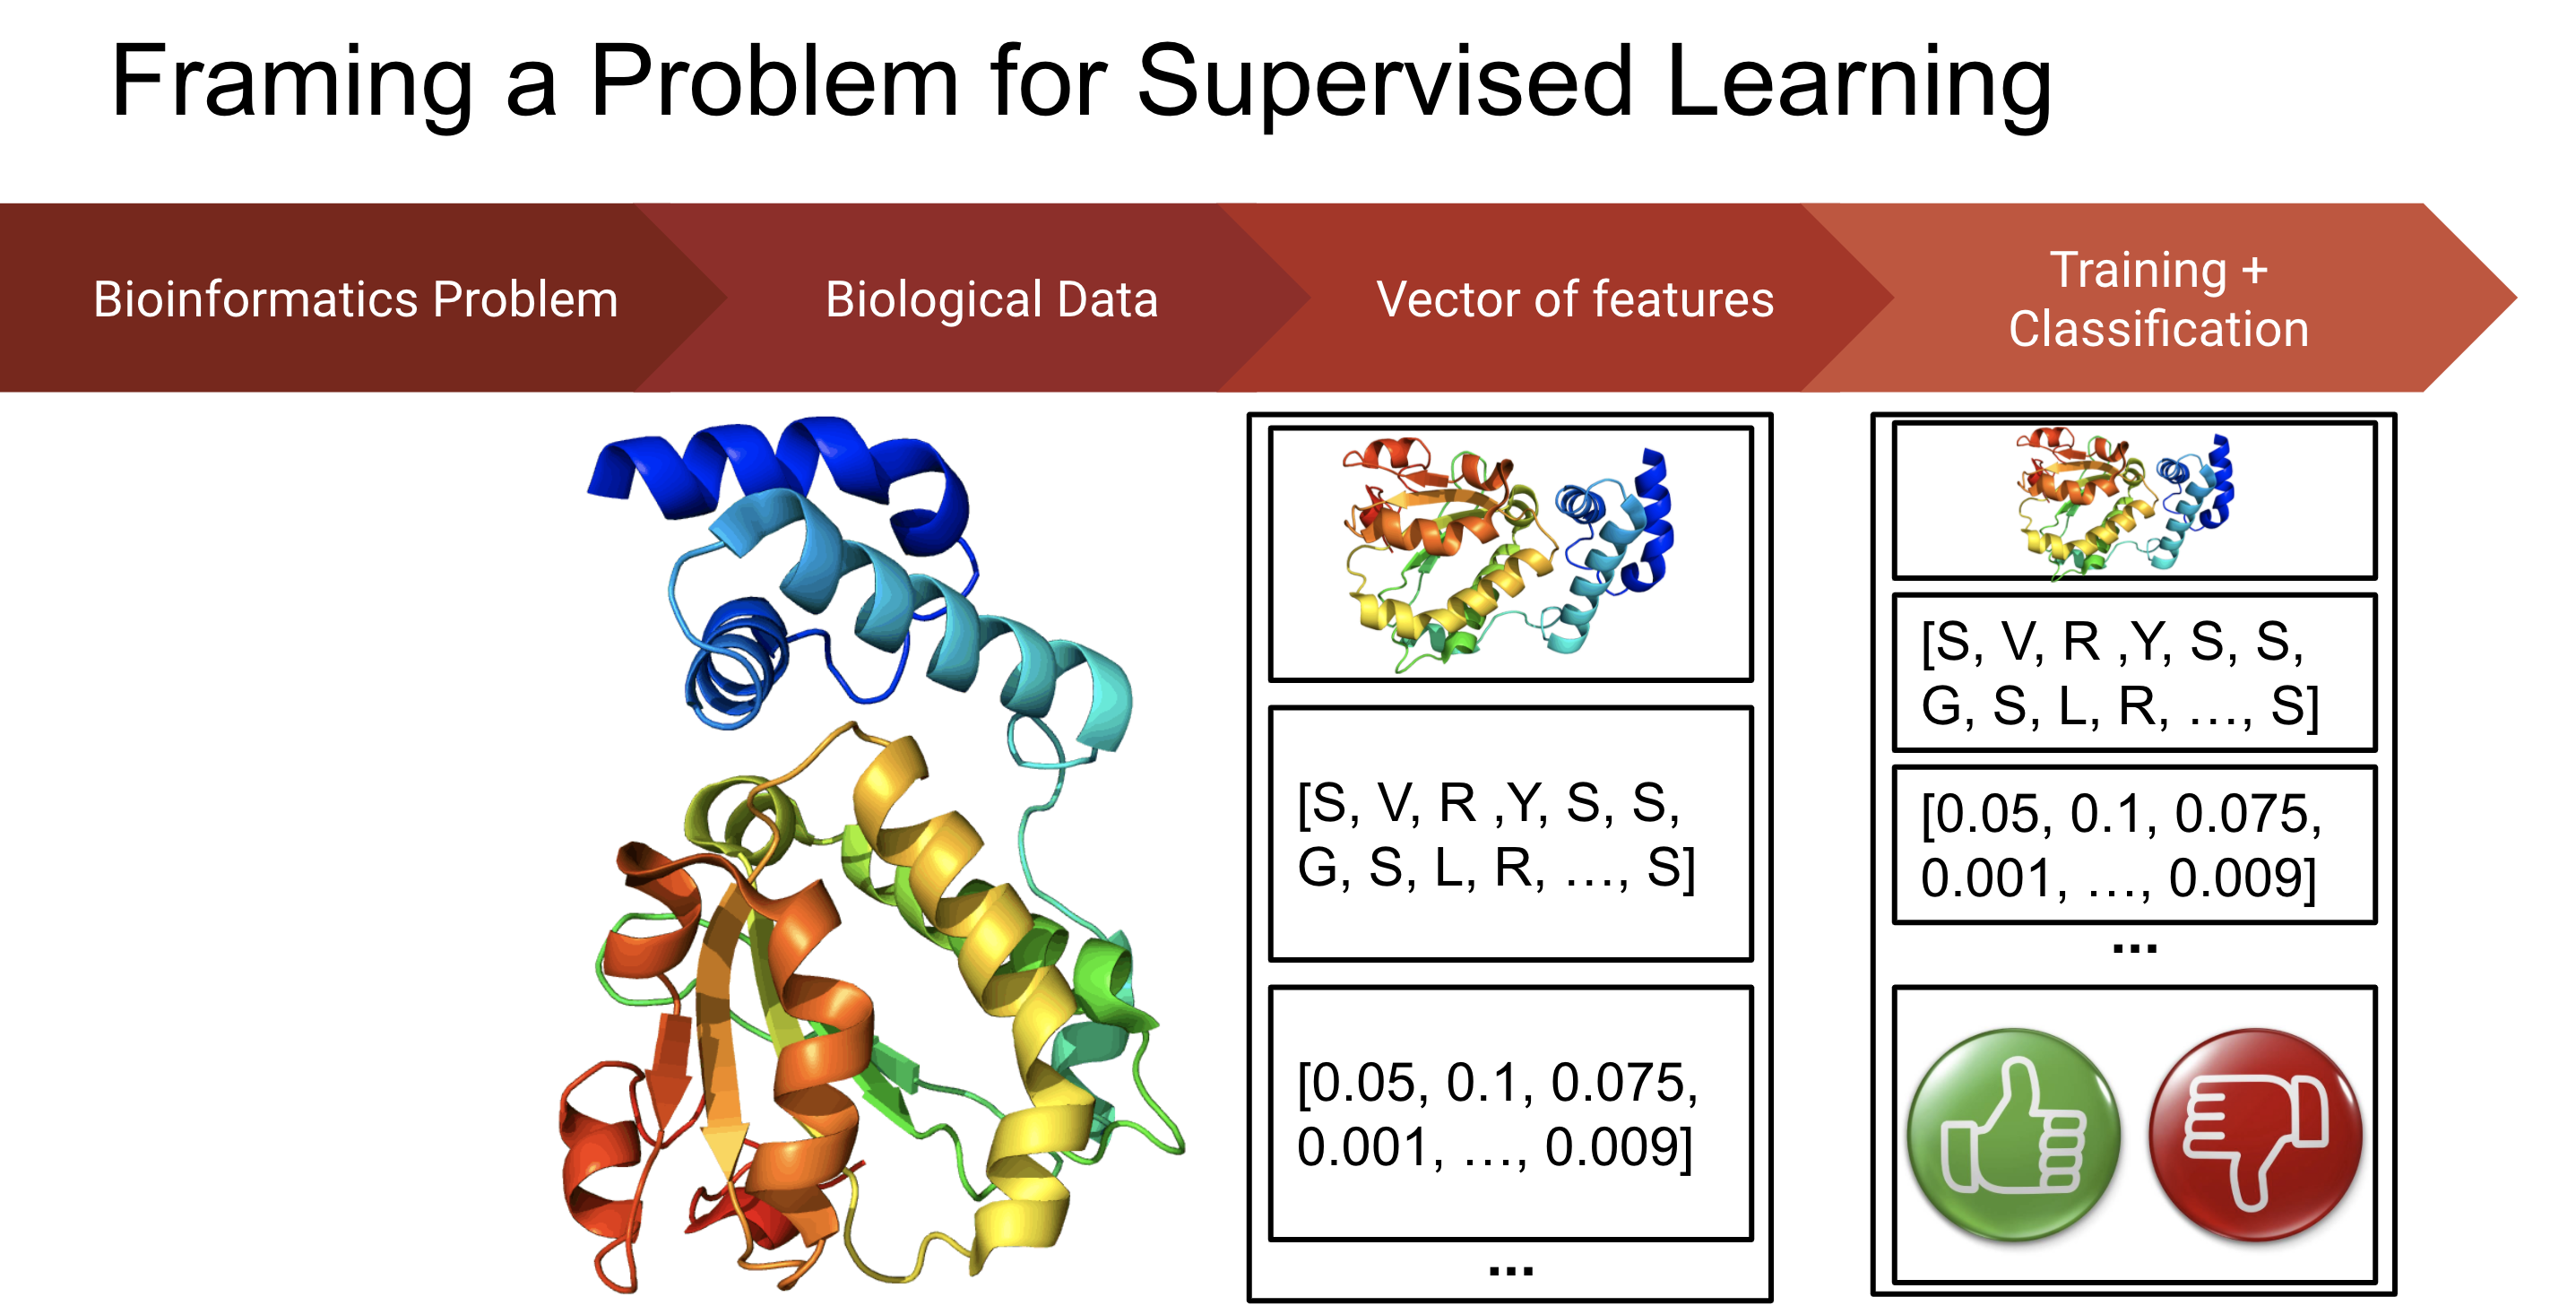 Framing a Problem for Supervised Learning
Bioinformatics Problem
Biological Data
Vector of features
Training +
Classification
[S, V, R ,Y, S, S,
G, S, L, R, …, S]
[0.05, 0.1, 0.075,
0.001, …, 0.009]
...
[S, V, R ,Y, S, S,
G, S, L, R, …, S]
[0.05, 0.1, 0.075,
0.001, …, 0.009]
...